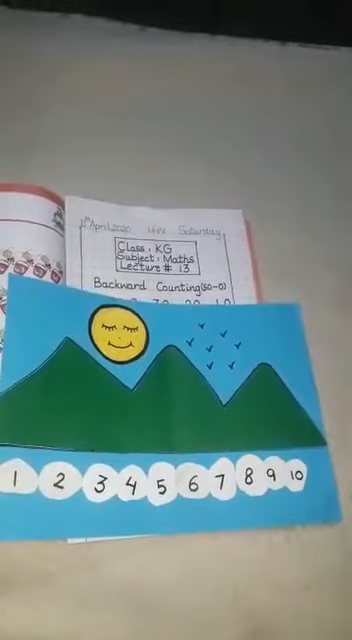 April 2020 HW Saturday
Class : KG
Subject : Maths
Lecture # 13
Backward Counting (50-0)
1 2 3 4 5 6 7 8 9 10